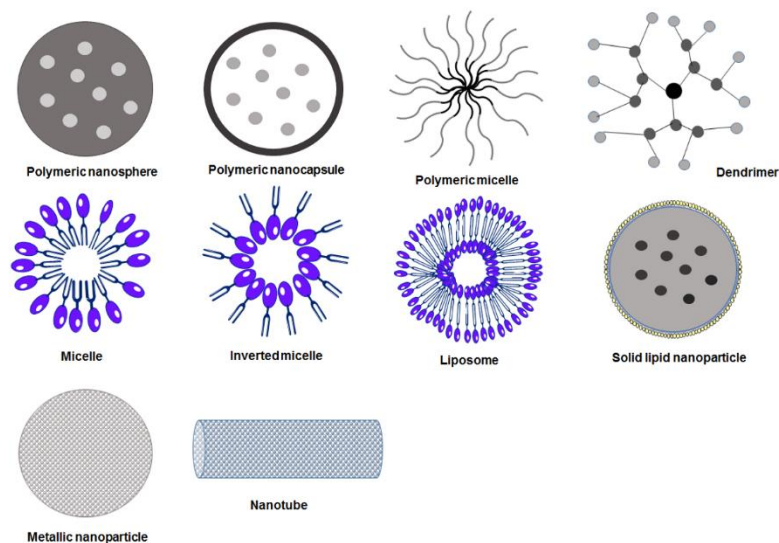 Polymeric nanosphere
Polymeric nanocapsule
Polymeric micelle
Dendrimer
Micelle
Inverted micelle
Liposome
Solid lipid nanoparticle
Metallic nanoparticle
Nanotube